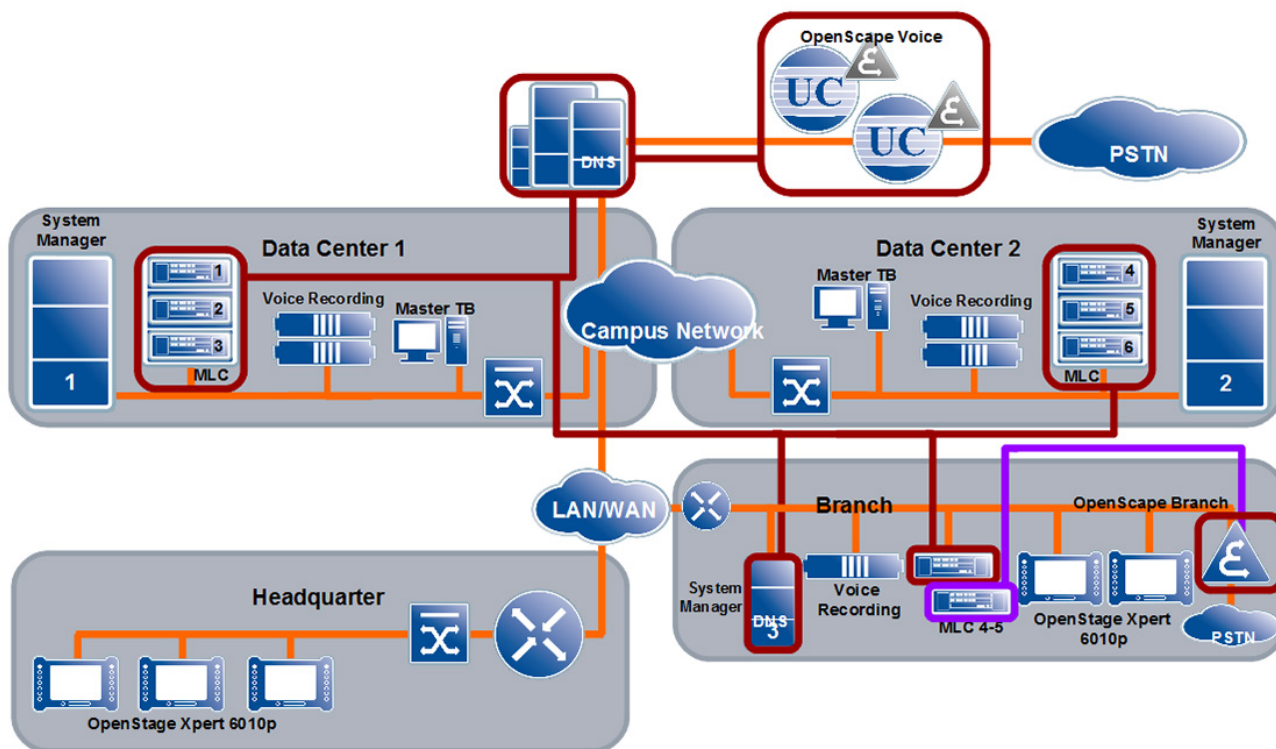 OpenScape Voice
UC
UC
DNS
PSTN
System
Manager
Data Center 1
1
2
3
Voice Recording
Master TB
MLC
1
Campus Network
Data Center 2
System
Manager
Master TB
Voice Recording
4
5
6
MLC
2
LAN/WAN
Branch
OpenScape Branch
System
Manager
DNS
3
Voice
Recording
MLC 4-5
OpenStage Xpert
6010p
PSTN
Headquarter
OpenStage Xpert 6010p